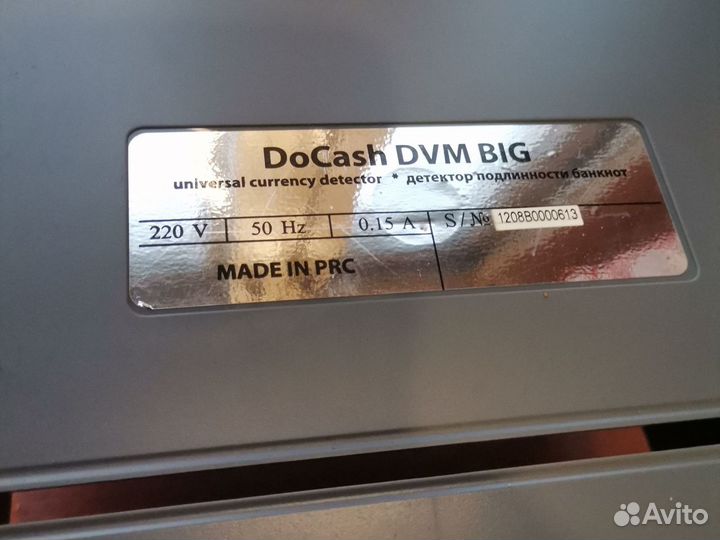 DoCash DVM BIG
universal currency detector * детектор подлинности банкнот
220 V 50 Hz 0.15 A S/№ 1208B0000613
MADE IN PRC
Avito